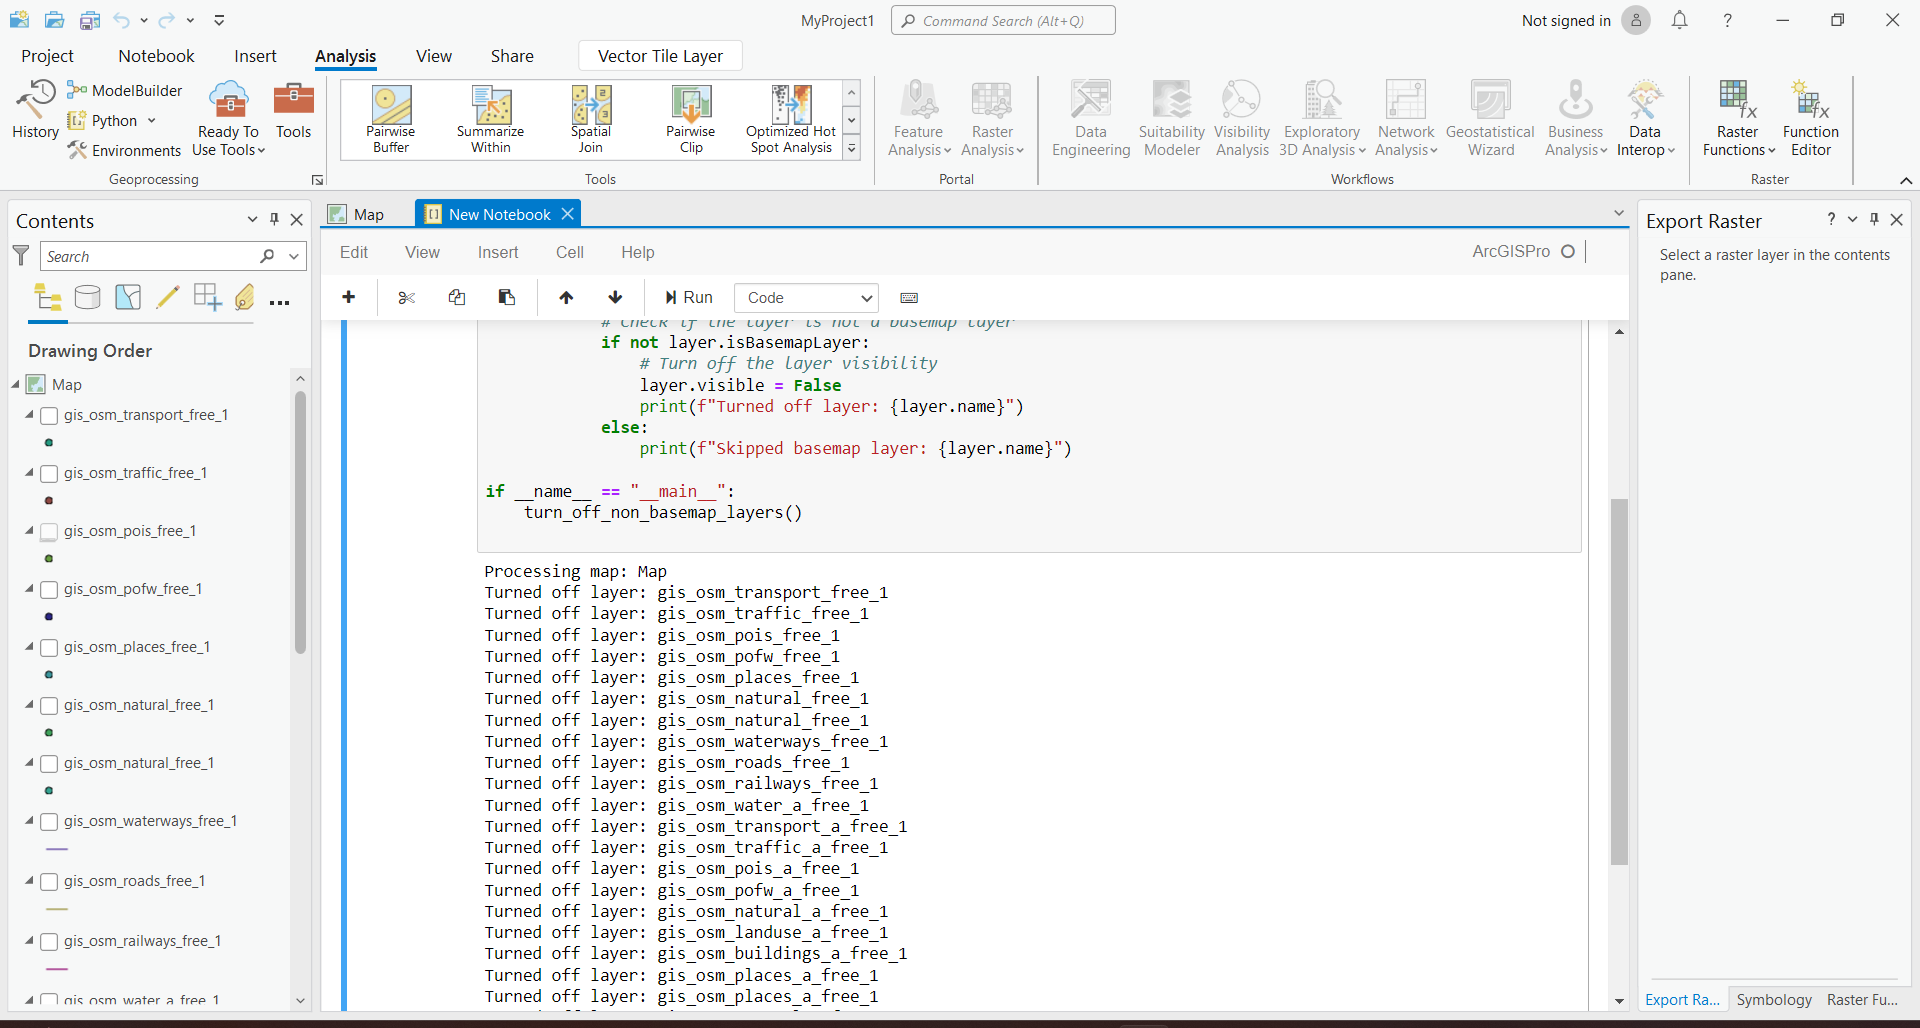 MyProject1
Command Search (Alt+Q)
Not signed in
?
Project
Notebook
Insert
Analysis
View
Share
Vector Tile Layer
History
ModelBuilder
Python
Environments
Ready To
Use Tools
Tools
Geoprocessing
Pairwise
Buffer
Summarize
Within
Spatial
Join
Pairwise
Clip
Optimized Hot
Spot Analysis
Tools
Feature
Analysis
Raster
Analysis
Portal
Data
Engineering
Suitability
Modeler
Visibility
Analysis
Exploratory
3D Analysis
Network
Analysis
Geostatistical
Wizard
Business
Analysis
Data
Interop
Workflows
Raster
Functions
Function
Editor
Raster
Contents
Search
Drawing Order
Map
gis_osm_transport_free_1
gis_osm_traffic_free_1
gis_osm_pois_free_1
gis_osm_pofw_free_1
gis_osm_places_free_1
gis_osm_natural_free_1
gis_osm_natural_free_1
gis_osm_waterways_free_1
gis_osm_roads_free_1
gis_osm_railways_free_1
gis_osm_water_a_free_1
Map
New Notebook
Edit
View
Insert
Cell
Help
ArcGISPro
Run
Code
# Check if the layer is not a basemap layer
if not layer.isBasemapLayer:
# Turn off the layer visibility
layer.visible = False
print(f"Turned off layer: {layer.name}")
else:
print(f"Skipped basemap layer: {layer.name}")
if __name__ == "__main__":
turn_off_non_basemap_layers()
Processing map: Map
Turned off layer: gis_osm_transport_free_1
Turned off layer: gis_osm_traffic_free_1
Turned off layer: gis_osm_pois_free_1
Turned off layer: gis_osm_pofw_free_1
Turned off layer: gis_osm_places_free_1
Turned off layer: gis_osm_natural_free_1
Turned off layer: gis_osm_natural_free_1
Turned off layer: gis_osm_waterways_free_1
Turned off layer: gis_osm_roads_free_1
Turned off layer: gis_osm_railways_free_1
Turned off layer: gis_osm_water_a_free_1
Turned off layer: gis_osm_transport_a_free_1
Turned off layer: gis_osm_traffic_a_free_1
Turned off layer: gis_osm_pois_a_free_1
Turned off layer: gis_osm_pofw_a_free_1
Turned off layer: gis_osm_natural_a_free_1
Turned off layer: gis_osm_landuse_a_free_1
Turned off layer: gis_osm_buildings_a_free_1
Turned off layer: gis_osm_places_a_free_1
Turned off layer: gis_osm_places_a_free_1
Export Raster
?
Select a raster layer in the contents
pane.
Export Ra...
Symbology
Raster Fu...